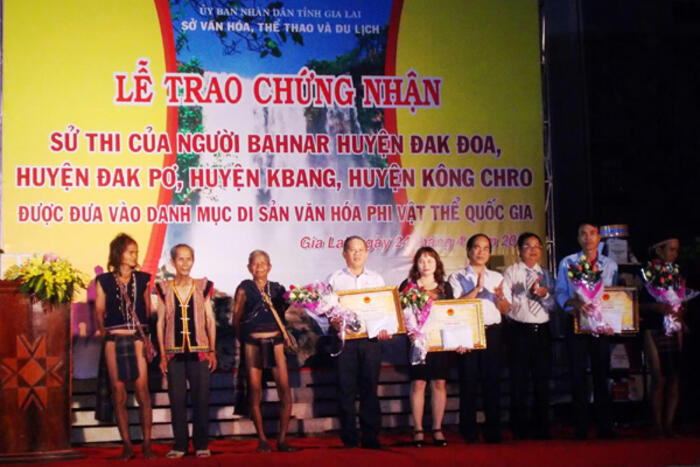 ỦY BAN NHÂN DÂN TỈNH GIA LAI
SỞ VĂN HÓA, THỂ THAO VÀ DU LỊCH
LỄ TRAO CHỨNG NHẬN
SỬ THI CỦA NGƯỜI BAHNAR HUYỆN ĐAK ĐOA,
HUYỆN ĐAK PƠ, HUYỆN KBANG, HUYỆN KÔNG CHRO
ĐƯỢC ĐƯA VÀO DANH MỤC DI SẢN VĂN HÓA PHI VẬT THỂ QUỐC GIA
Gia Lai, ngày